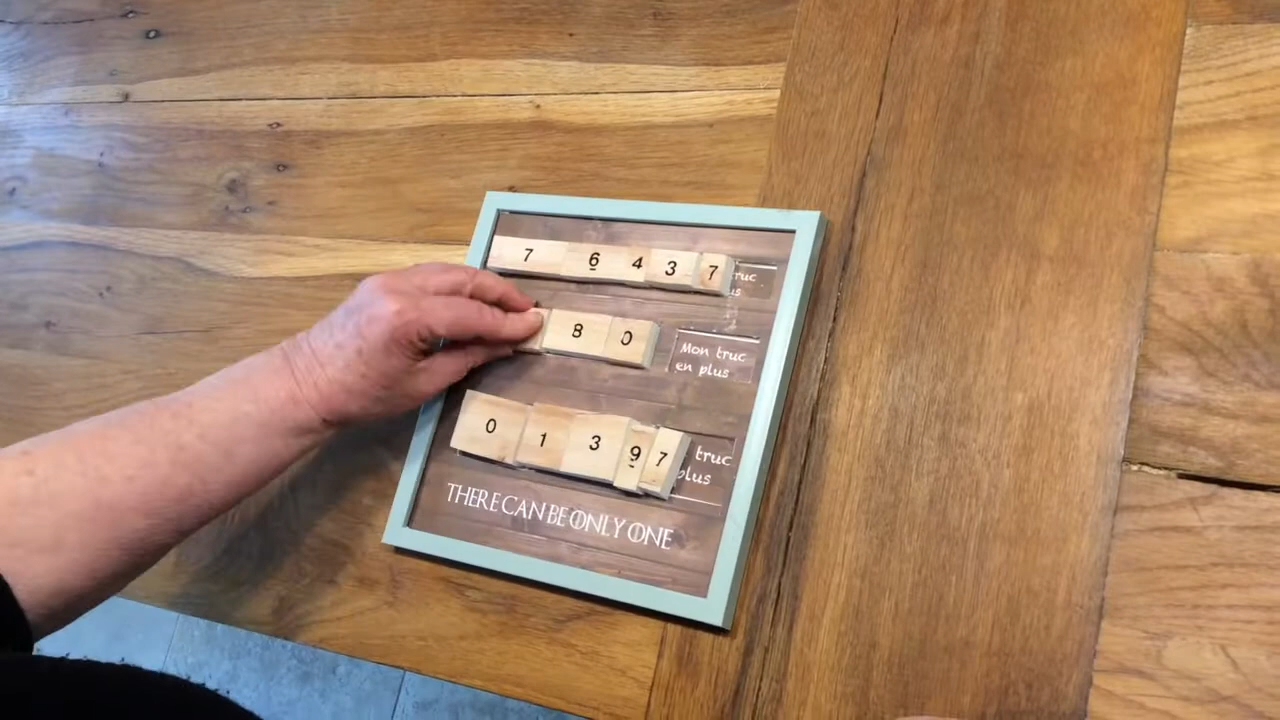 7 6 4 3 7 truc
us
8 0 Mon truc
en plus
0 1 3 9 7 truc
plus
THERE CAN BE ONLY ONE